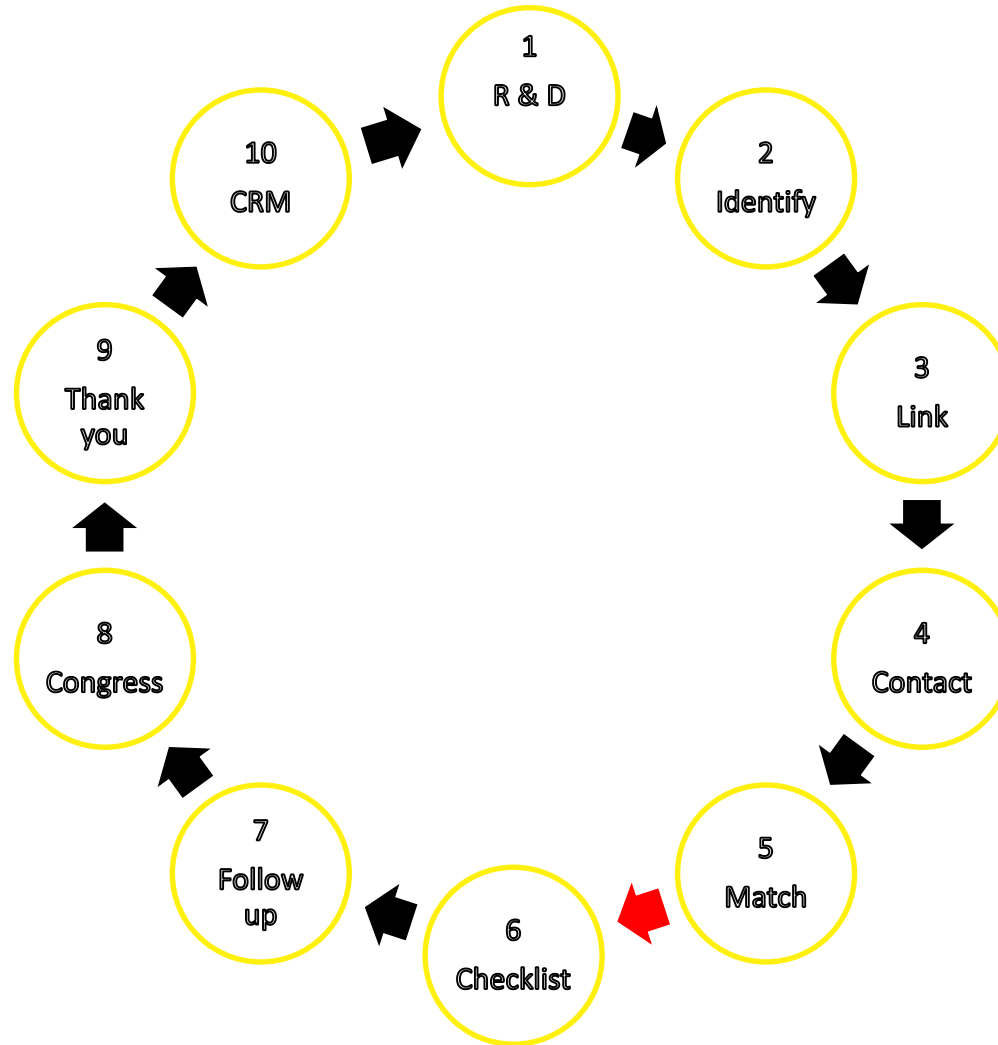 1
R & D
2
Identify
3
Link
4
Contact
5
Match
6
Checklist
7
Follow
up
8
Congress
9
Thank
you
10
CRM